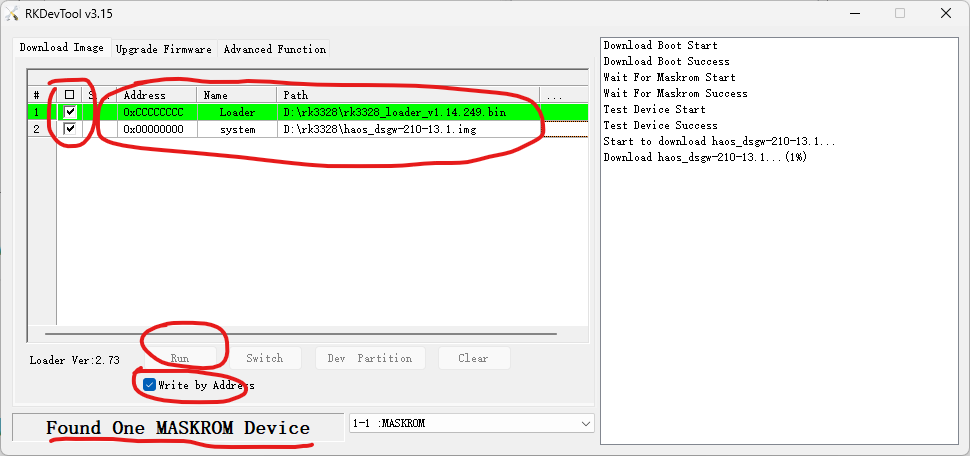 RKDevTool v3.15
Download Image Upgrade Firmware Advanced Function
# S... Address Name Path ...
1 0xCCCCCCCC Loader D:\rk3328\rk3328_loader_v1.14.249.bin
2 0x00000000 system D:\rk3328\haos_dsgw-210-13.1.img
Loader Ver:2.73 Run Switch Dev Partition Clear
Write by Address
Found One MASKROM Device 1-1 :MASKROM
Download Boot Start
Download Boot Success
Wait For Maskrom Start
Wait For Maskrom Success
Test Device Start
Test Device Success
Start to download haos_dsgw-210-13.1...
Download haos_dsgw-210-13.1...(1%)